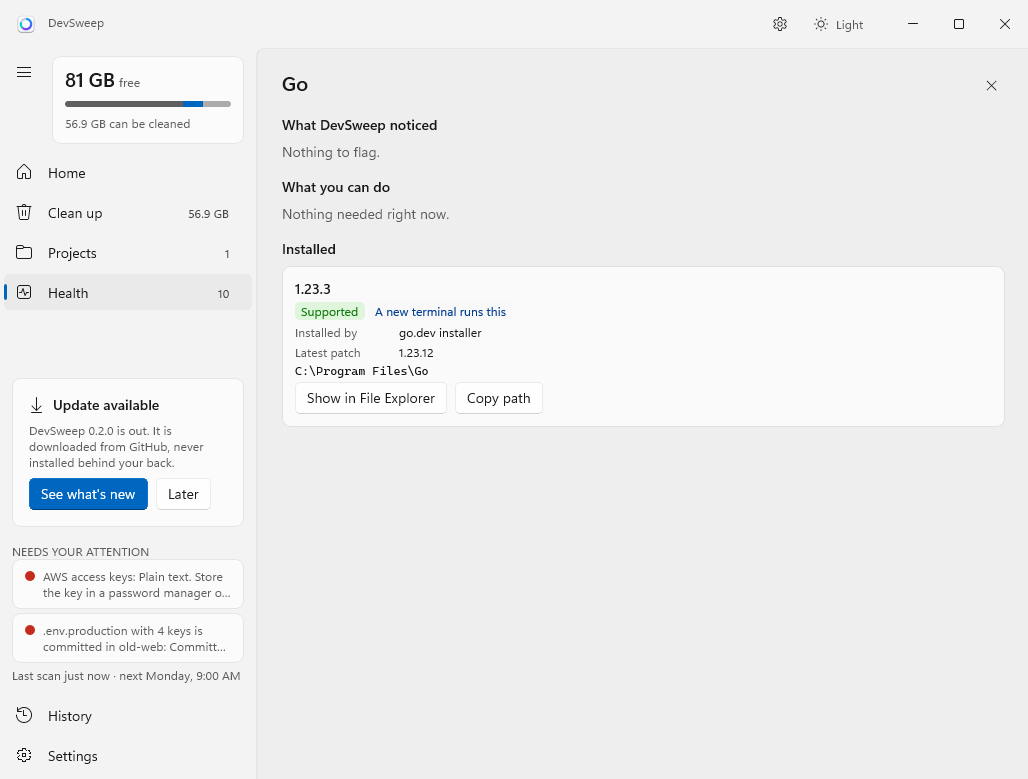 DevSweep
Light
81 GB free
56.9 GB can be cleaned
Home
Clean up 56.9 GB
Projects 1
Health 10
Update available
DevSweep 0.2.0 is out. It is
downloaded from GitHub, never
installed behind your back.
See what's new Later
NEEDS YOUR ATTENTION
AWS access keys: Plain text. Store
the key in a password manager o...
.env.production with 4 keys is
committed in old-web: Committ...
Last scan just now · next Monday, 9:00 AM
History
Settings
Go
What DevSweep noticed
Nothing to flag.
What you can do
Nothing needed right now.
Installed
1.23.3
Supported A new terminal runs this
Installed by go.dev installer
Latest patch 1.23.12
C:\Program Files\Go
Show in File Explorer Copy path